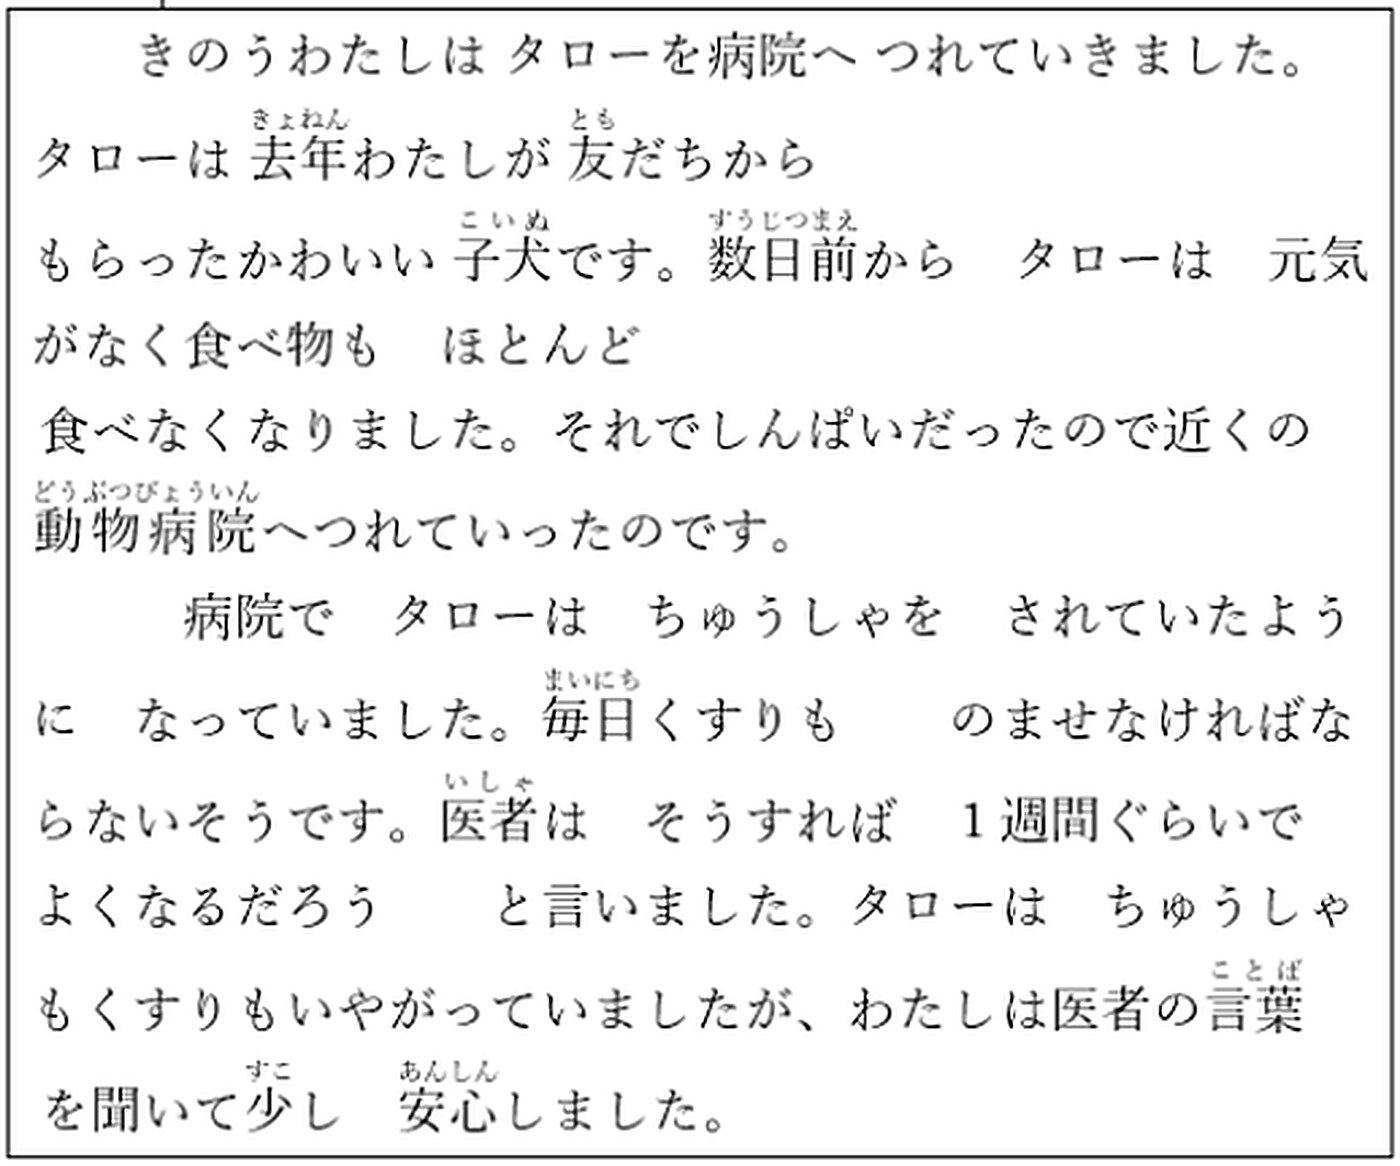 きのうわたしは タローを病院へ つれていきました。
きょねん とも
タローは 去年わたしが 友だちから
こいぬ すうじつまえ
もらったかわいい 子犬です。数日前から　タローは　元気
がなく食べ物も　ほとんど
食べなくなりました。それでしんぱいだったので近くの
どうぶつびょういん
動物病院へつれていったのです。
病院で　タローは　ちゅうしゃを　されていたよう
まいにち
に　なっていました。毎日くすりも　　のませなければな
いしゃ
らないそうです。医者は　そうすれば　1 週間ぐらいで
よくなるだろう　　と言いました。タローは　ちゅうしゃ
ことば
もくすりもいやがっていましたが、わたしは医者の言葉
すこ あんしん
を聞いて少し　安心しました。